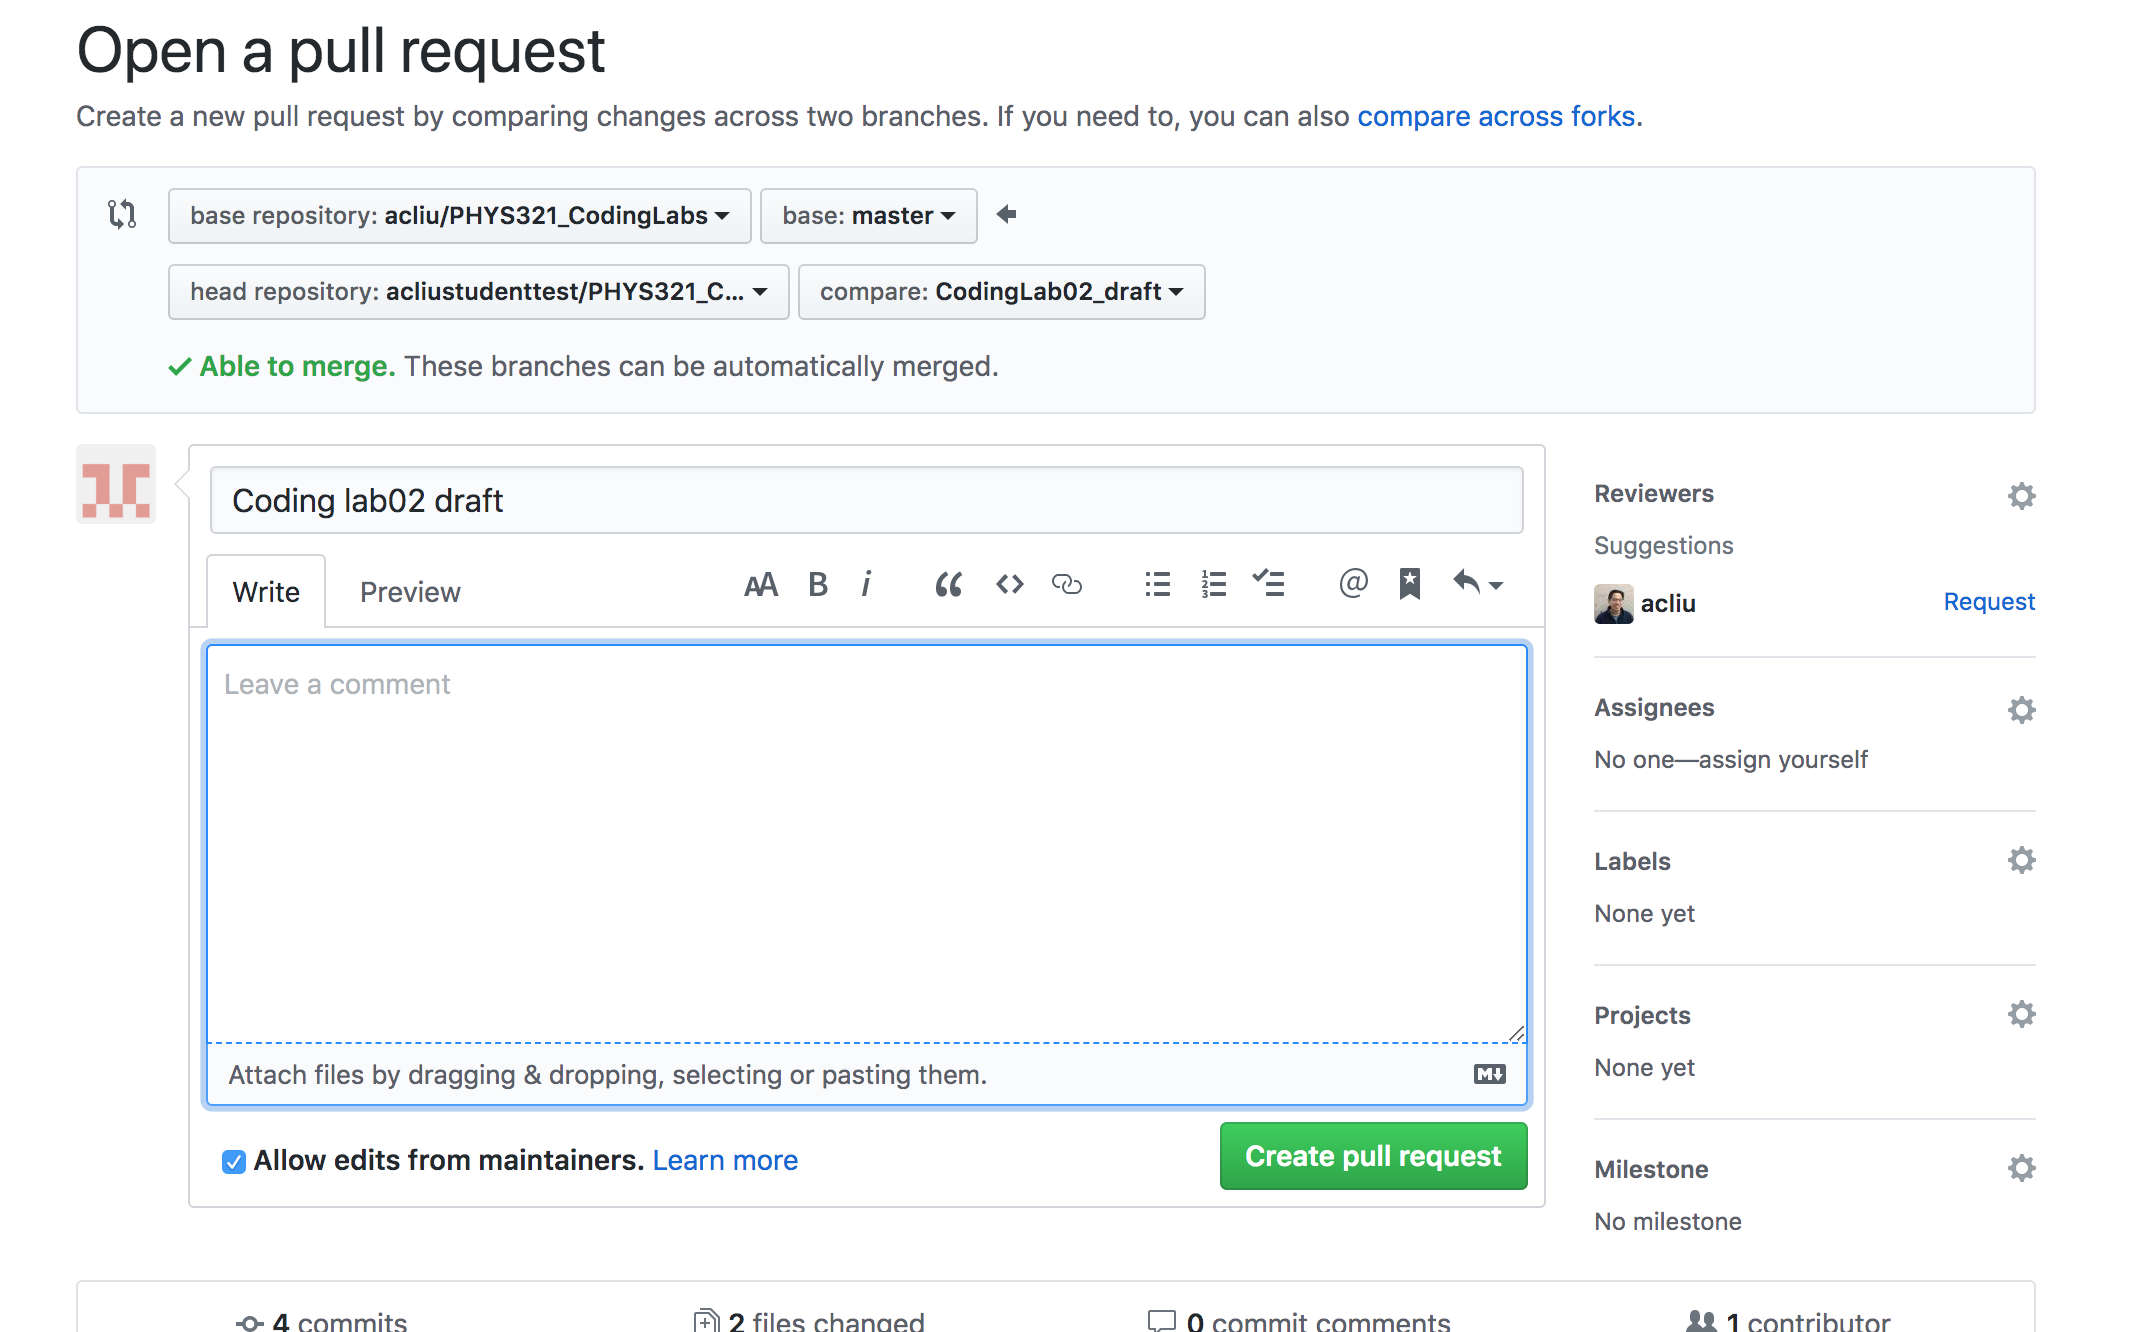 Open a pull request
Create a new pull request by comparing changes across two branches. If you need to, you can also compare across forks.
base repository: acliu/PHYS321_CodingLabs base: master
head repository: acliustudenttest/PHYS321_C... compare: CodingLab02_draft
Able to merge. These branches can be automatically merged.
Coding lab02 draft
Write Preview
Leave a comment
Attach files by dragging & dropping, selecting or pasting them.
Allow edits from maintainers. Learn more
Create pull request
Reviewers
Suggestions
acliu Request
Assignees
No one—assign yourself
Labels
None yet
Projects
None yet
Milestone
No milestone
4 commits 2 files changed 0 commit comments 1 contributor